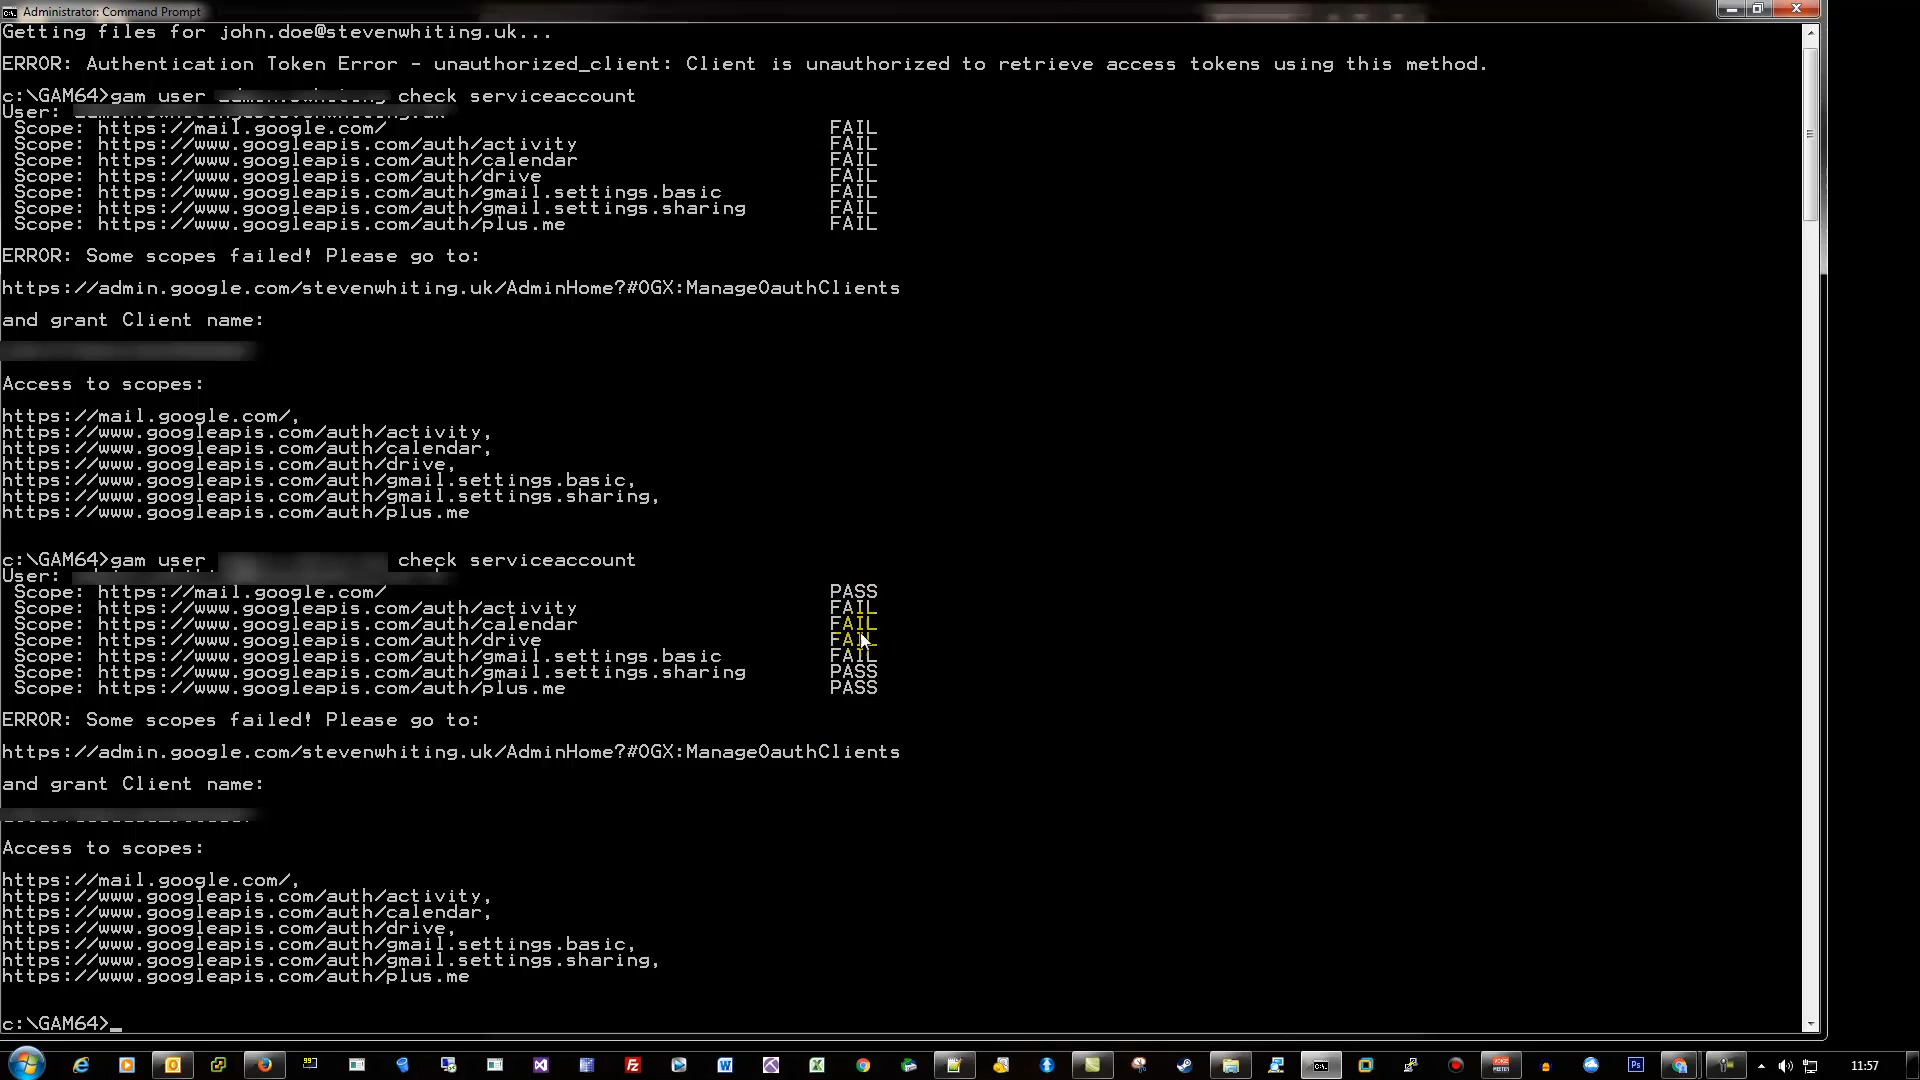 Administrator: Command Prompt
Getting files for john.doe@stevenwhiting.uk...
ERROR: Authentication Token Error - unauthorized_client: Client is unauthorized to retrieve access tokens using this method.
c:\GAM64>gam user check serviceaccount
User:
Scope: https://mail.google.com/ FAIL
Scope: https://www.googleapis.com/auth/activity FAIL
Scope: https://www.googleapis.com/auth/calendar FAIL
Scope: https://www.googleapis.com/auth/drive FAIL
Scope: https://www.googleapis.com/auth/gmail.settings.basic FAIL
Scope: https://www.googleapis.com/auth/gmail.settings.sharing FAIL
Scope: https://www.googleapis.com/auth/plus.me FAIL
ERROR: Some scopes failed! Please go to:
https://admin.google.com/stevenwhiting.uk/AdminHome?#OGX:ManageOauthClients
and grant Client name:
Access to scopes:
https://mail.google.com/,
https://www.googleapis.com/auth/activity,
https://www.googleapis.com/auth/calendar,
https://www.googleapis.com/auth/drive,
https://www.googleapis.com/auth/gmail.settings.basic,
https://www.googleapis.com/auth/gmail.settings.sharing,
https://www.googleapis.com/auth/plus.me
c:\GAM64>gam user check serviceaccount
User:
Scope: https://mail.google.com/ PASS
Scope: https://www.googleapis.com/auth/activity FAIL
Scope: https://www.googleapis.com/auth/calendar FAIL
Scope: https://www.googleapis.com/auth/drive FAIL
Scope: https://www.googleapis.com/auth/gmail.settings.basic FAIL
Scope: https://www.googleapis.com/auth/gmail.settings.sharing PASS
Scope: https://www.googleapis.com/auth/plus.me PASS
ERROR: Some scopes failed! Please go to:
https://admin.google.com/stevenwhiting.uk/AdminHome?#OGX:ManageOauthClients
and grant Client name:
Access to scopes:
https://mail.google.com/,
https://www.googleapis.com/auth/activity,
https://www.googleapis.com/auth/calendar,
https://www.googleapis.com/auth/drive,
https://www.googleapis.com/auth/gmail.settings.basic,
https://www.googleapis.com/auth/gmail.settings.sharing,
https://www.googleapis.com/auth/plus.me
c:\GAM64>_
11:57